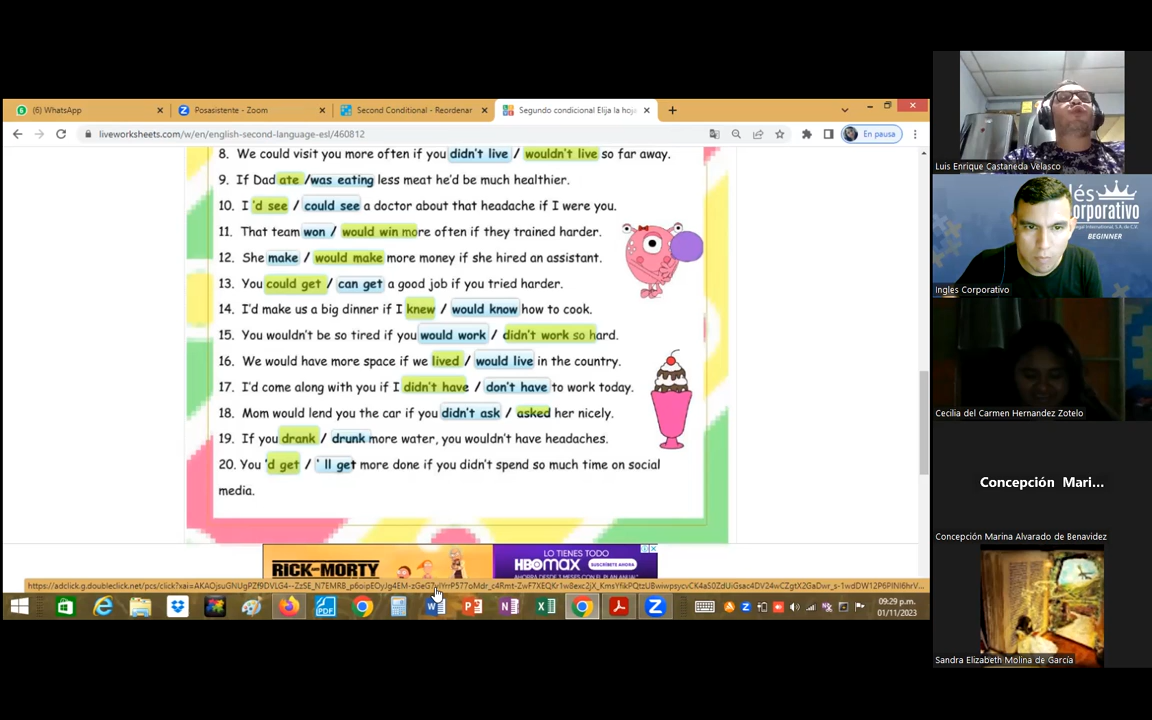 (6) WhatsApp
Posasistente - Zoom
Second Conditional - Reordenar
Segundo condicional Elija la hoj
liveworksheets.com/w/en/english-second-language-esl/460812
En pausa
8. We could visit you more often if you didn't live / wouldn't live so far away.
9. If Dad ate /was eating less meat he'd be much healthier.
10. I 'd see / could see a doctor about that headache if I were you.
11. That team won / would win more often if they trained harder.
12. She make / would make more money if she hired an assistant.
13. You could get / can get a good job if you tried harder.
14. I'd make us a big dinner if I knew / would know how to cook.
15. You wouldn't be so tired if you would work / didn't work so hard.
16. We would have more space if we lived / would live in the country.
17. I'd come along with you if I didn't have / don't have to work today.
18. Mom would lend you the car if you didn't ask / asked her nicely.
19. If you drank / drunk more water, you wouldn't have headaches.
20. You 'd get / ' ll get more done if you didn't spend so much time on social
media.
RICK-MORTY
LO TIENES TODO
HBOMAX
SUSCRÍBETE AHORA
09:29 p.m.
01/11/2023
Luis Enrique Castaneda Velasco
és
corporativo
BEGINNER
Ingles Corporativo
Cecilia del Carmen Hernandez Zotelo
Concepción Mari...
Concepción Marina Alvarado de Benavidez
Sandra Elizabeth Molina de García